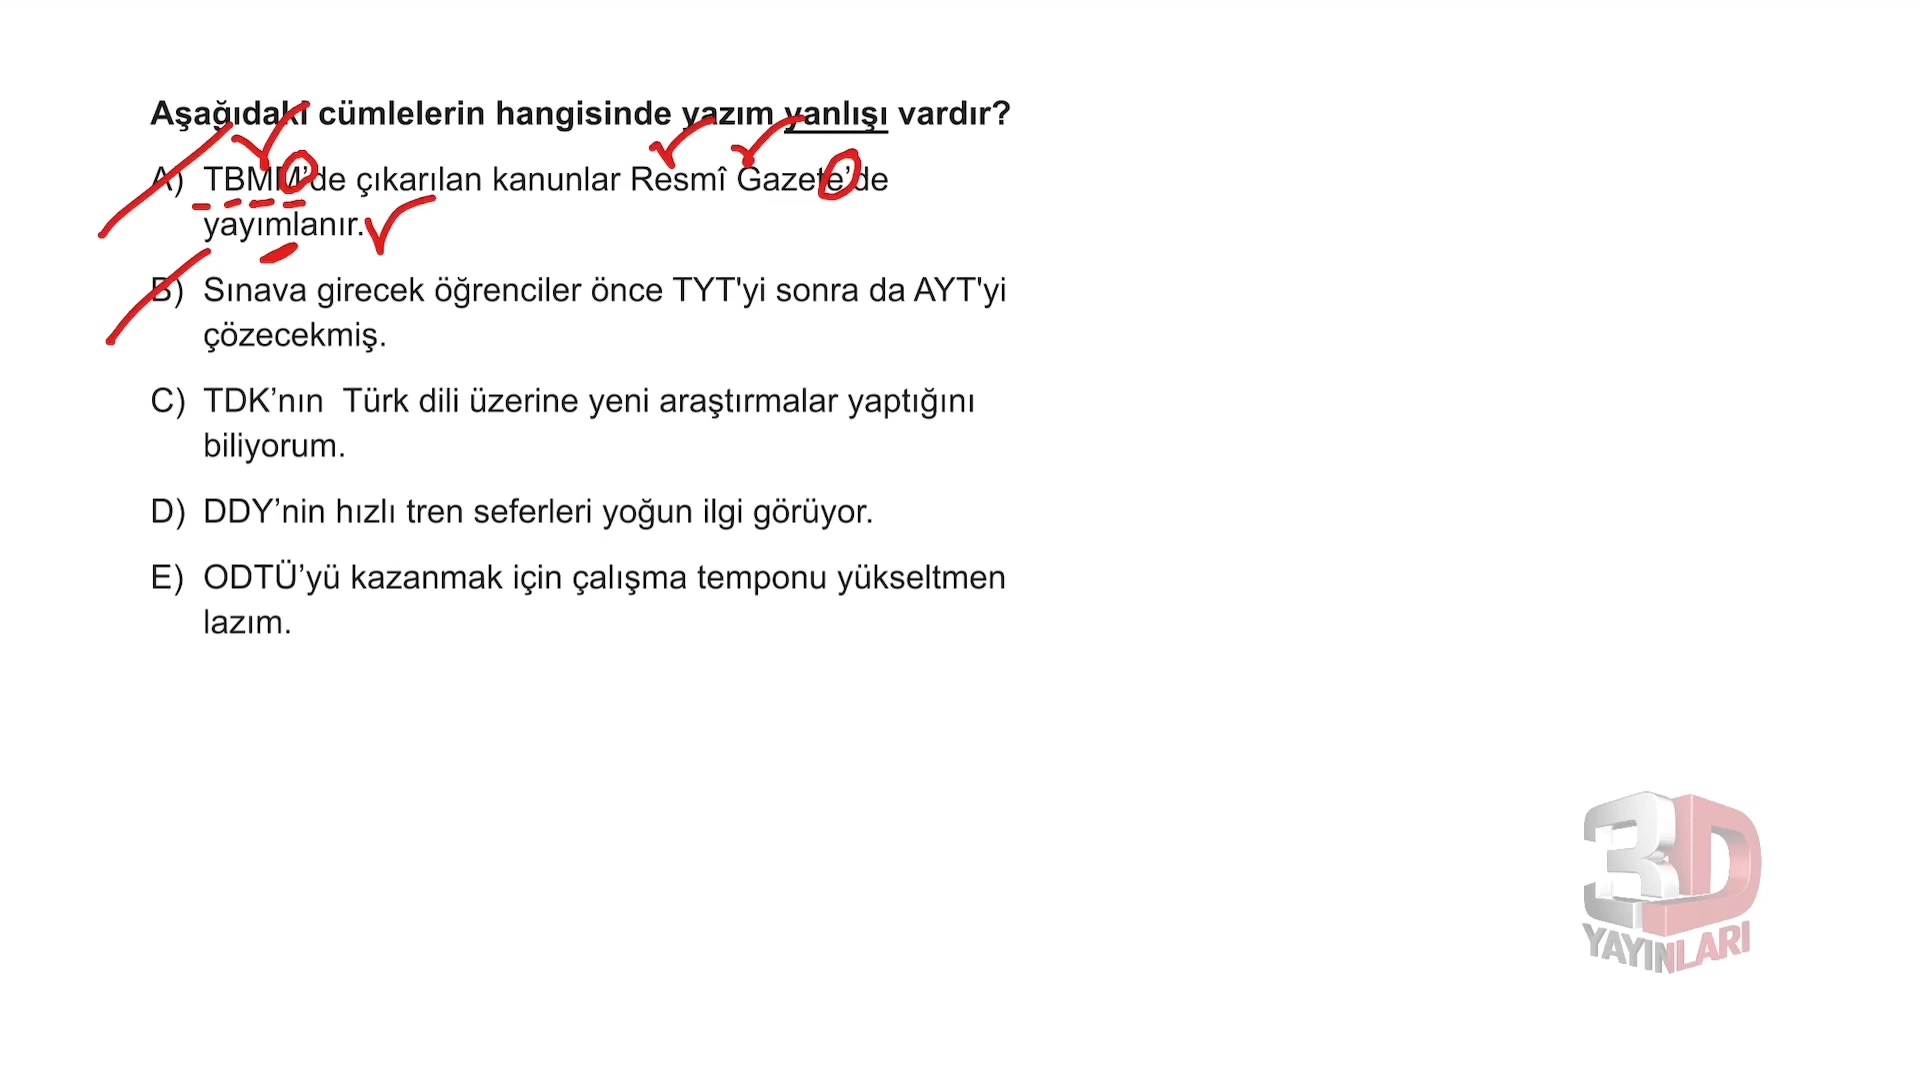 Aşağıdaki cümlelerin hangisinde yazım yanlışı vardır?
A) TBMM’de çıkarılan kanunlar Resmî Gazete’de
yayımlanır.
B) Sınava girecek öğrenciler önce TYT'yi sonra da AYT'yi
çözecekmiş.
C) TDK’nın Türk dili üzerine yeni araştırmalar yaptığını
biliyorum.
D) DDY’nin hızlı tren seferleri yoğun ilgi görüyor.
E) ODTÜ’yü kazanmak için çalışma temponu yükseltmen
lazım.
3D
YAYINLARI